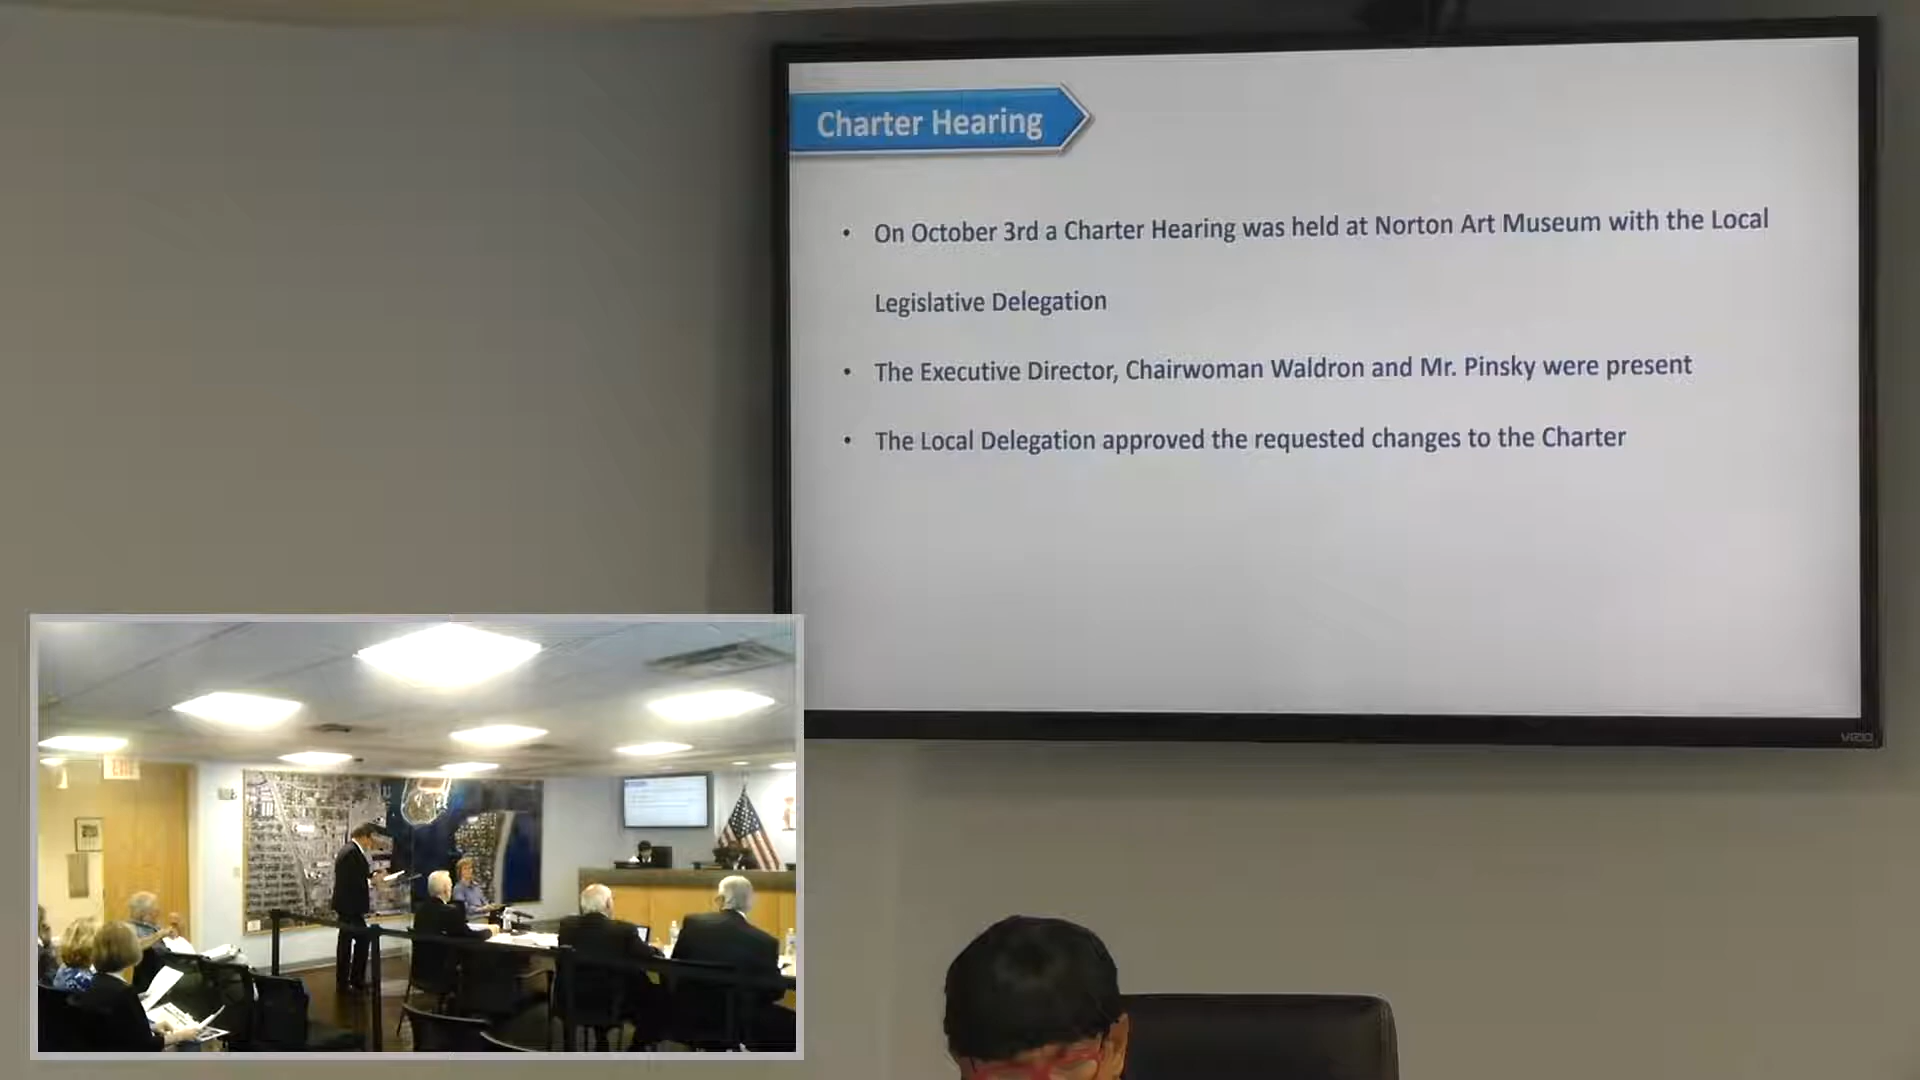 Charter Hearing
• On October 3rd a Charter Hearing was held at Norton Art Museum with the Local
Legislative Delegation
• The Executive Director, Chairwoman Waldron and Mr. Pinsky were present
• The Local Delegation approved the requested changes to the Charter
VIZIO
EXIT